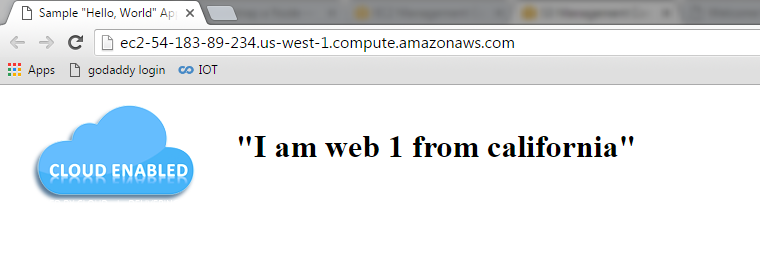 Sample "Hello, World" Ap
ec2-54-183-89-234.us-west-1.compute.amazonaws.com
Apps godaddy login IOT
CLOUD ENABLED
"I am web 1 from california"